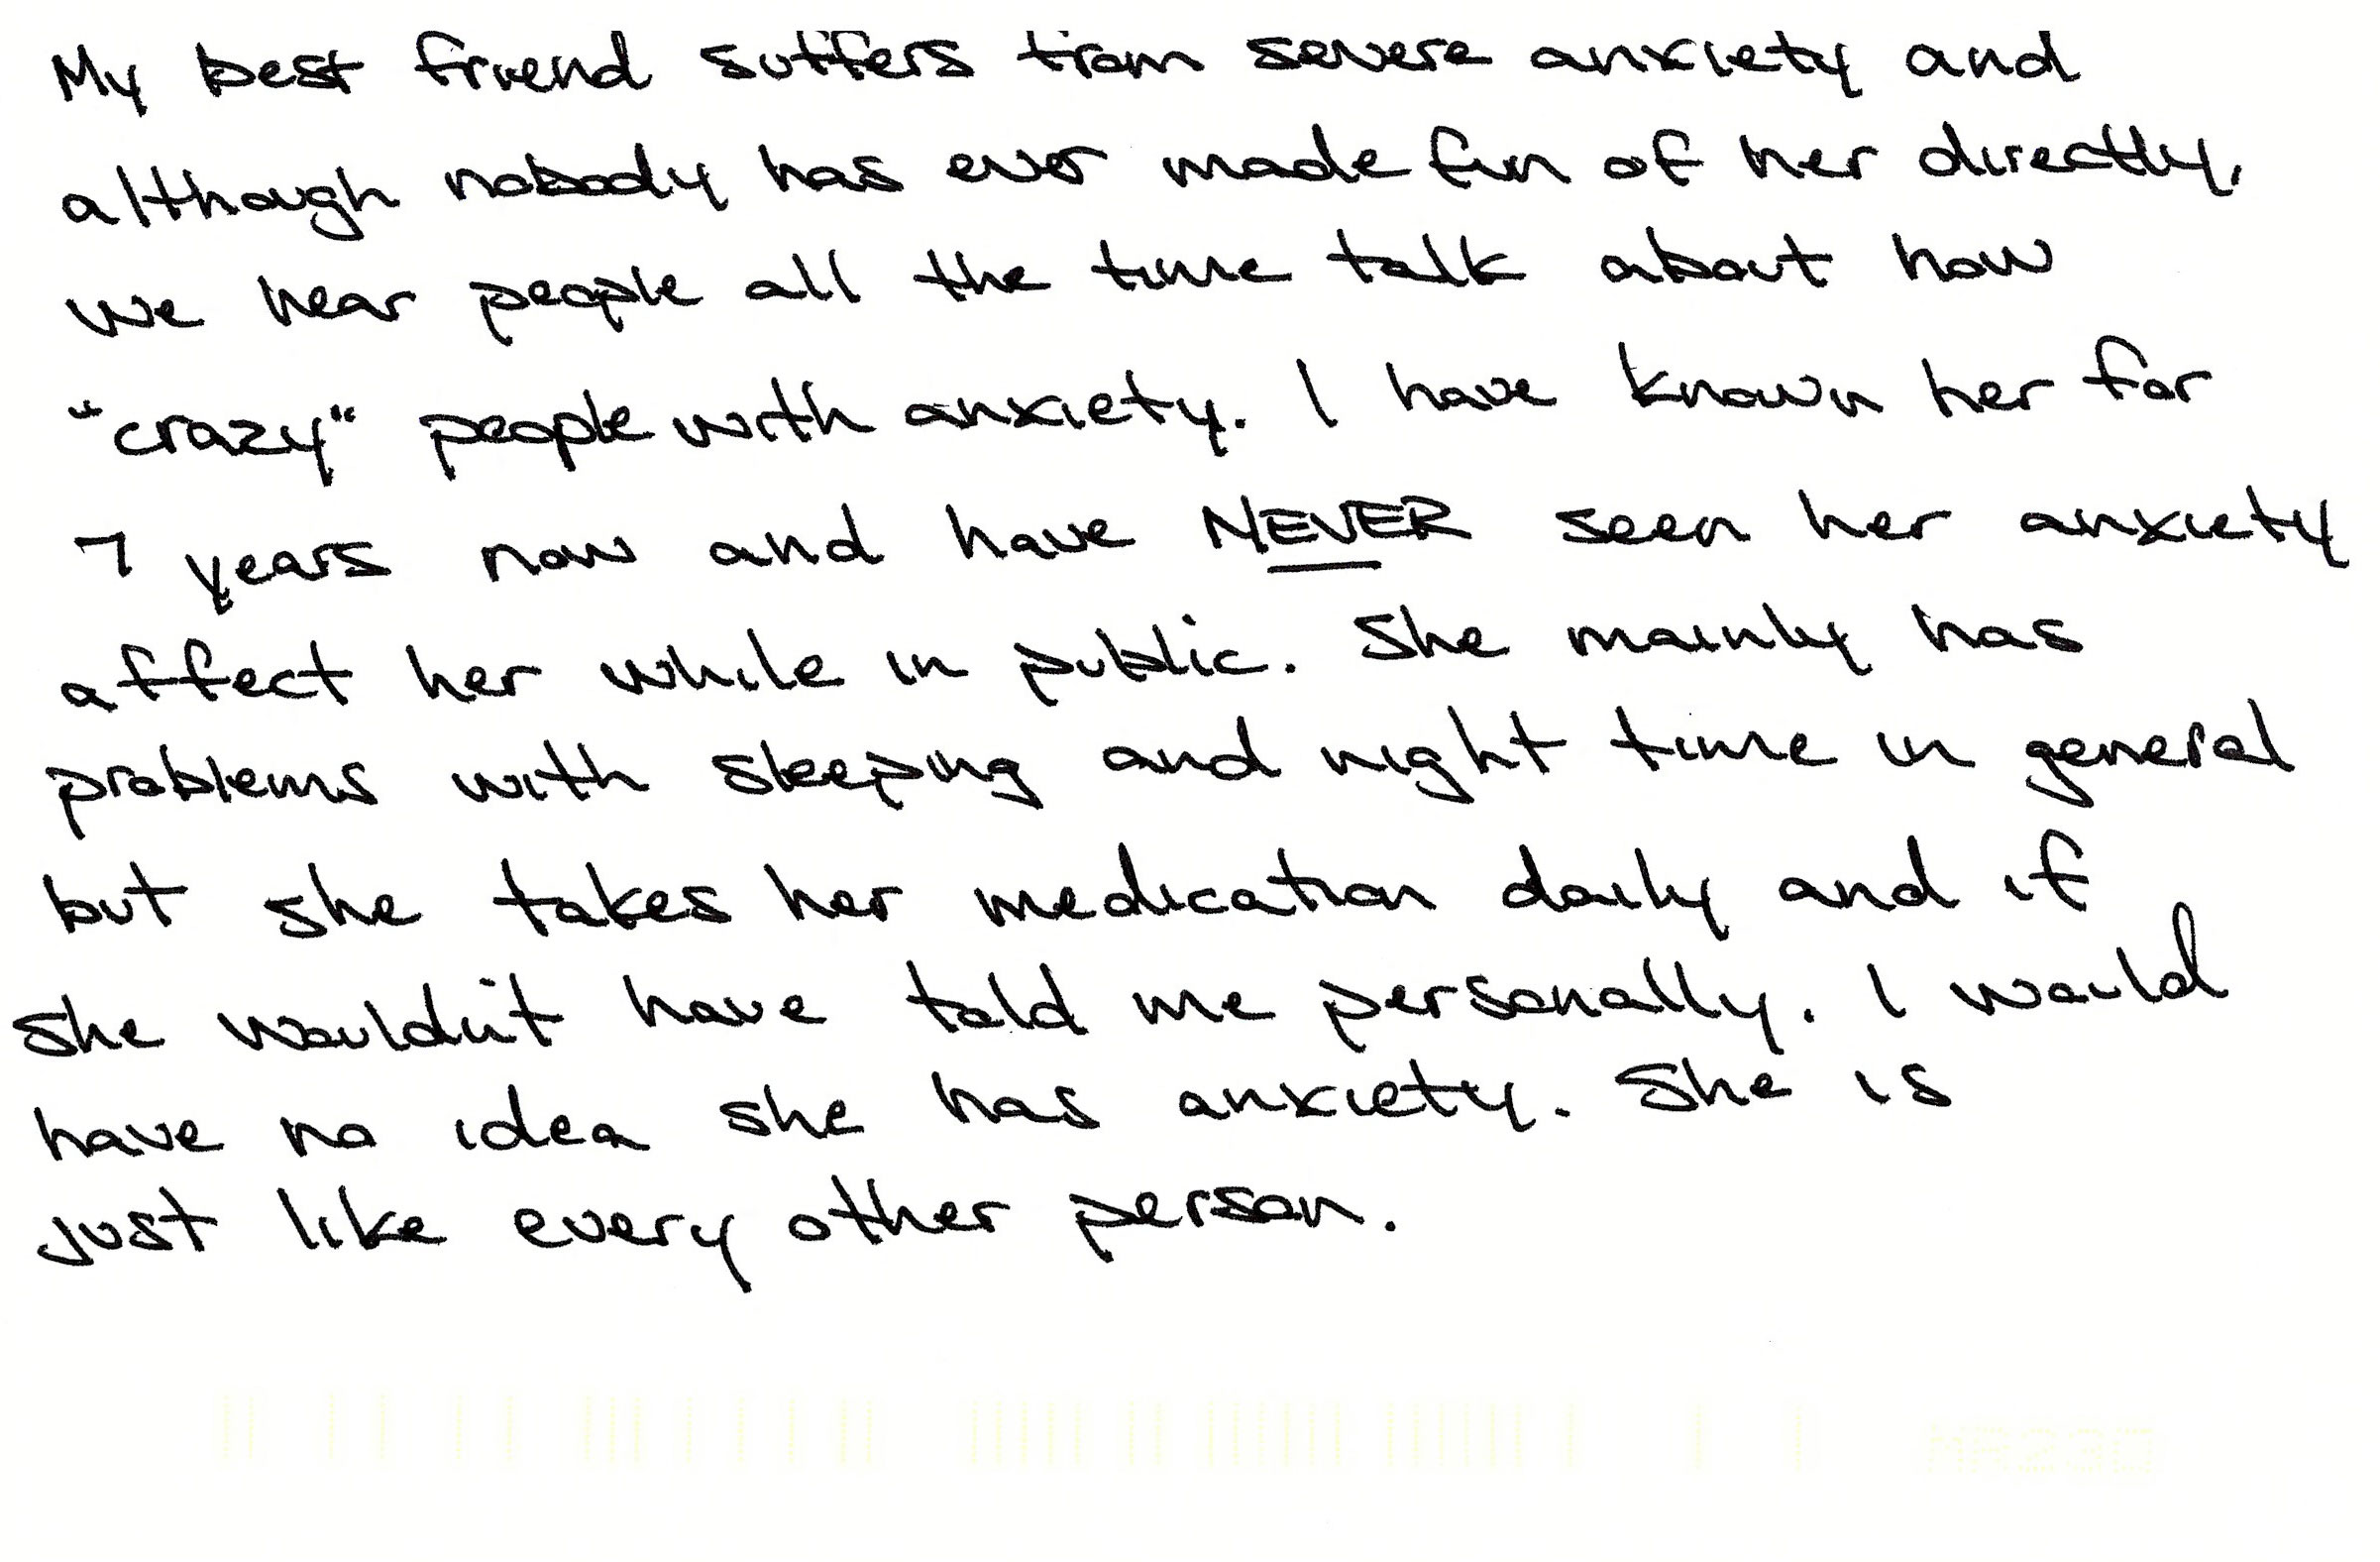 My best friend suffers from severe anxiety and
although nobody has ever made fun of her directly,
we hear people all the time talk about how
"crazy" people with anxiety. I have known her for
7 years now and have NEVER seen her anxiety
affect her while in public. She mainly has
problems with sleeping and night time in general
but she takes her medication daily and if
she wouldn't have told me personally. I would
have no idea she has anxiety. She is
just like every other person.